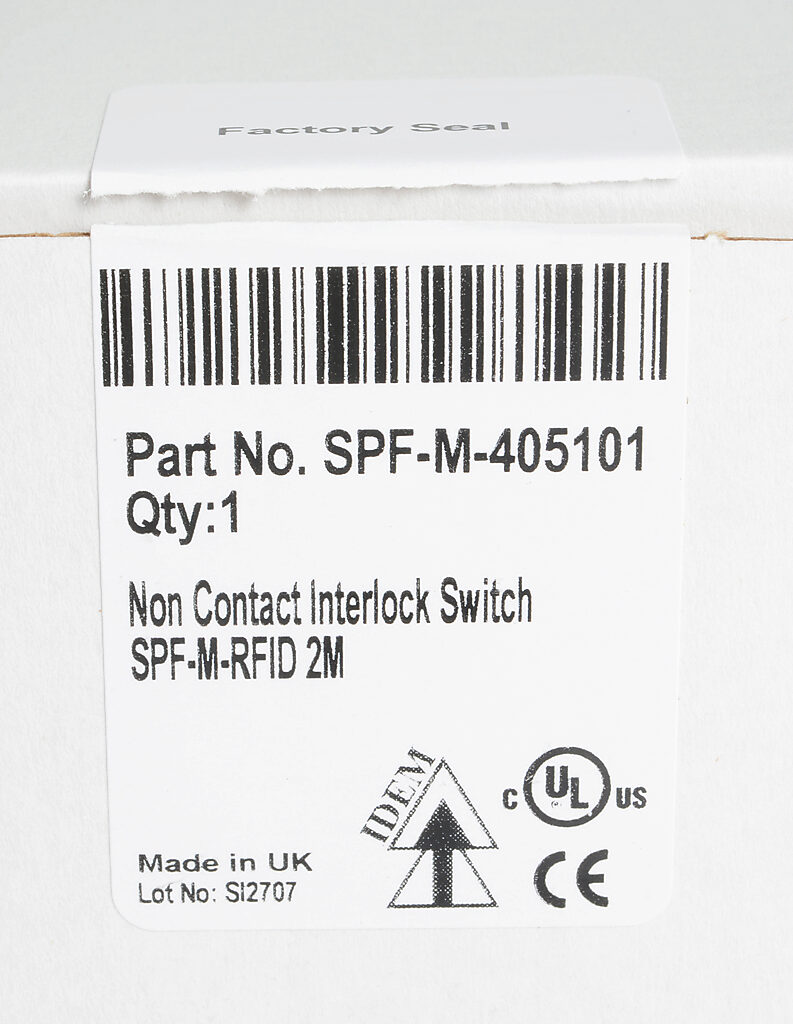 Factory Seal
Part No. SPF-M-405101
Qty:1
Non Contact Interlock Switch
SPF-M-RFID 2M
IDEM
C UL US
CE
Made in UK
Lot No: SI2707